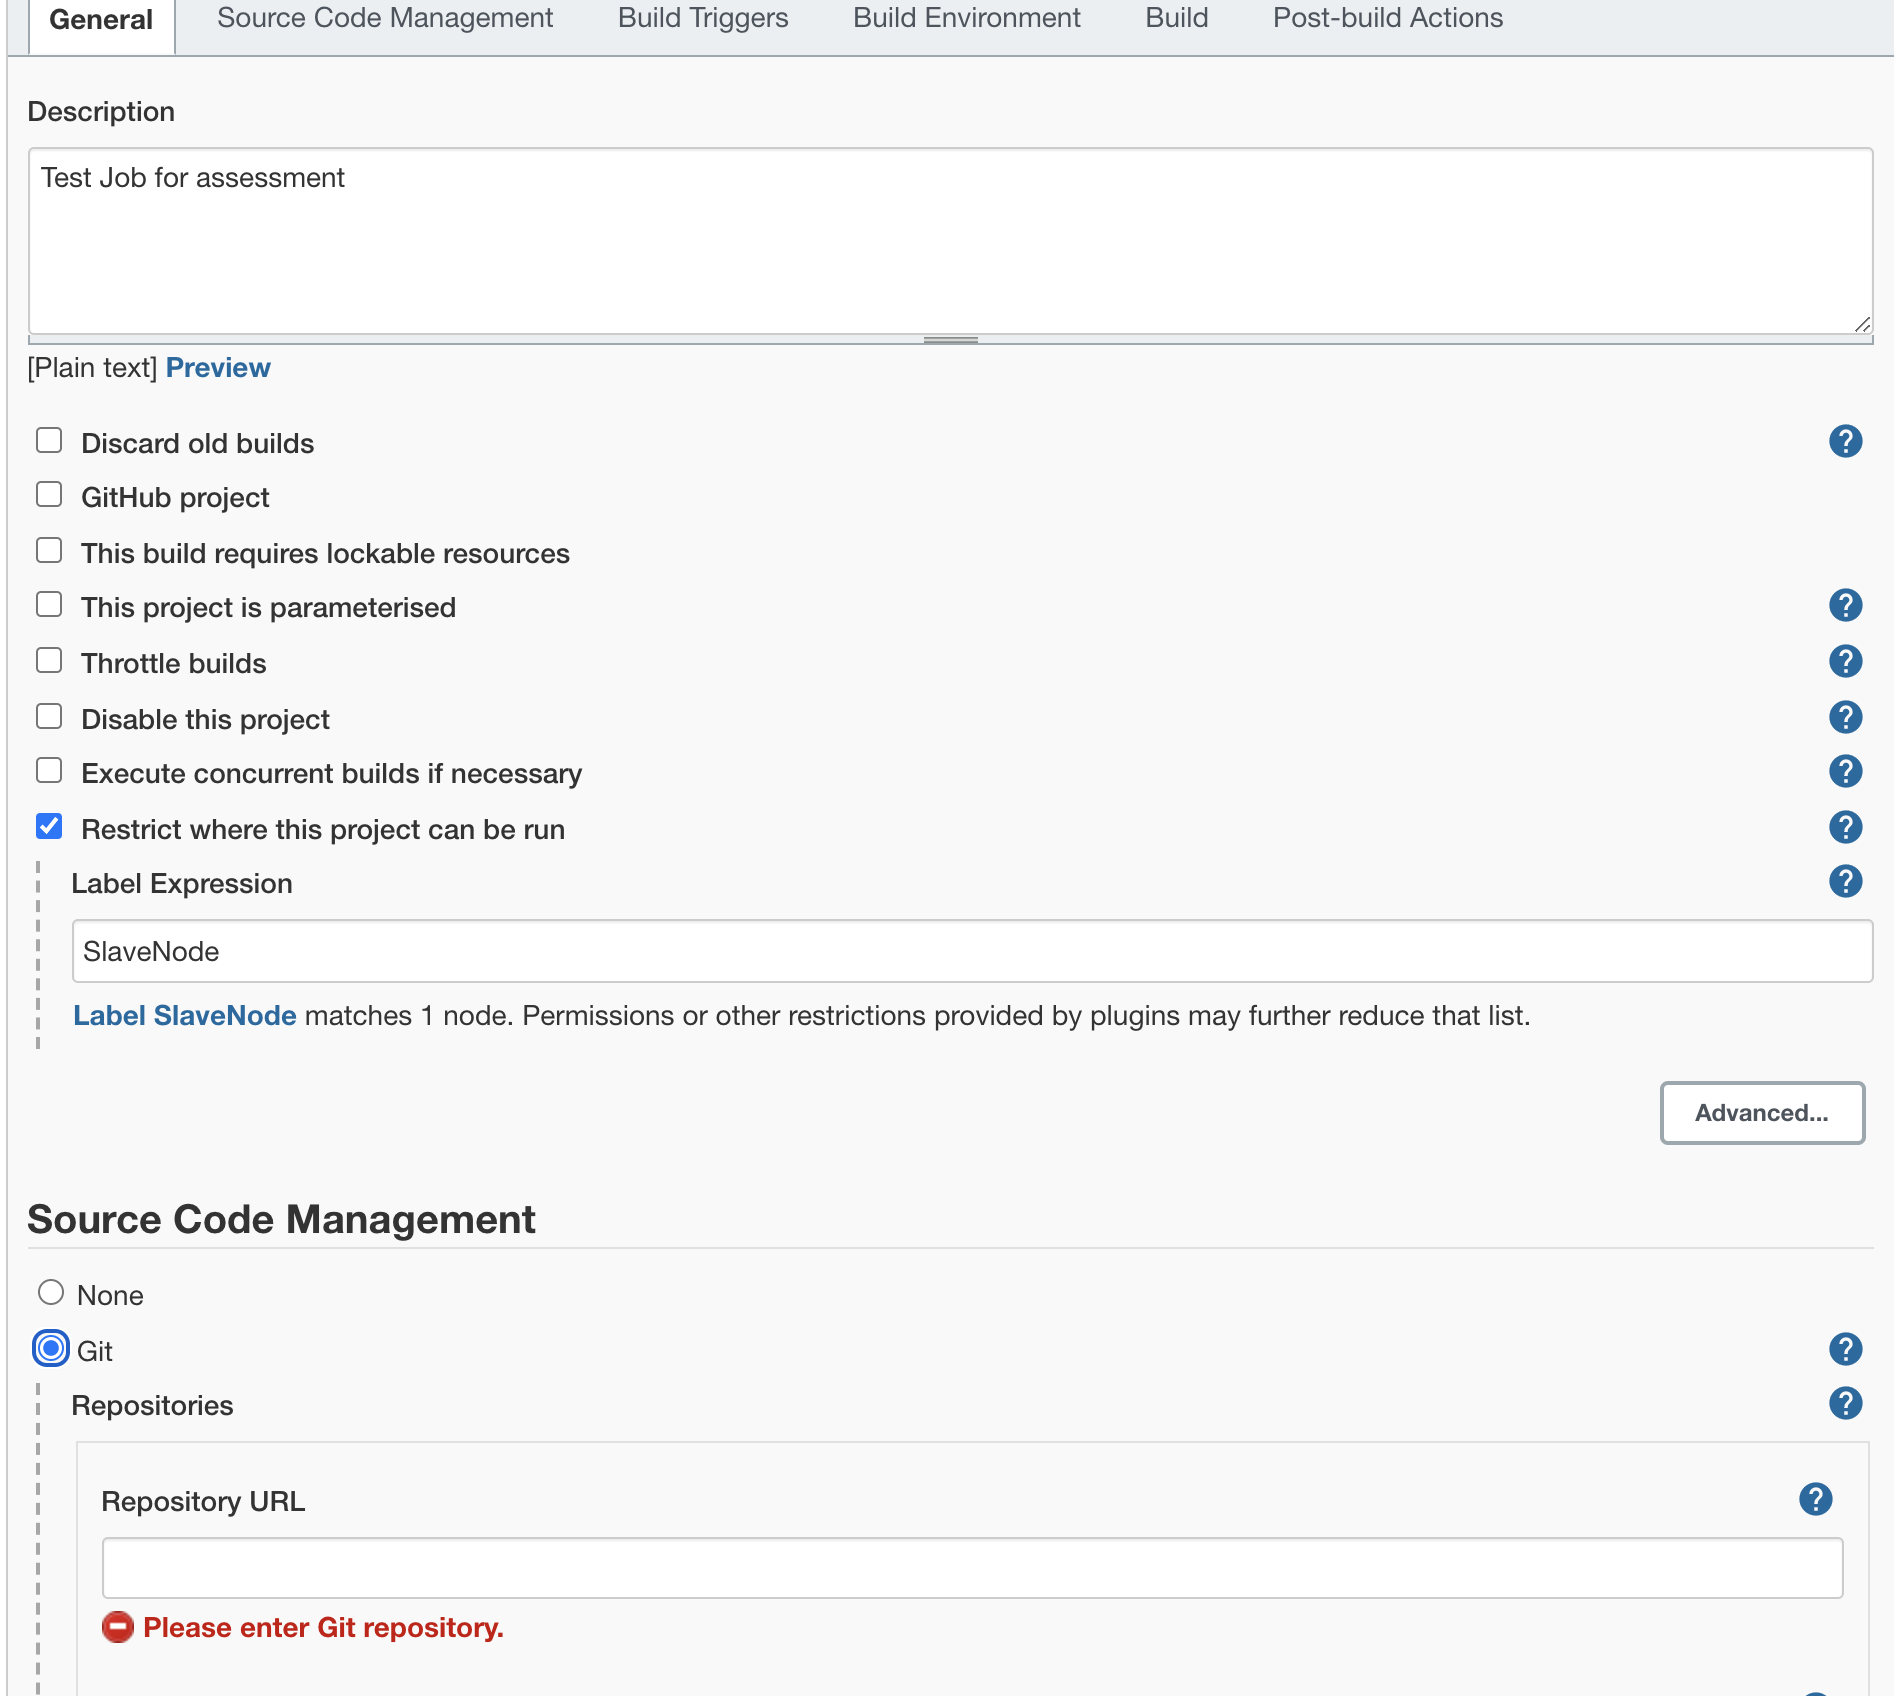 General Source Code Management Build Triggers Build Environment Build Post-build Actions
Description
Test Job for assessment
[Plain text] Preview
Discard old builds ?
GitHub project
This build requires lockable resources
This project is parameterised ?
Throttle builds ?
Disable this project ?
Execute concurrent builds if necessary ?
Restrict where this project can be run ?
Label Expression ?
SlaveNode
Label SlaveNode matches 1 node. Permissions or other restrictions provided by plugins may further reduce that list.
Advanced...
Source Code Management
None
Git ?
Repositories ?
Repository URL ?
Please enter Git repository.